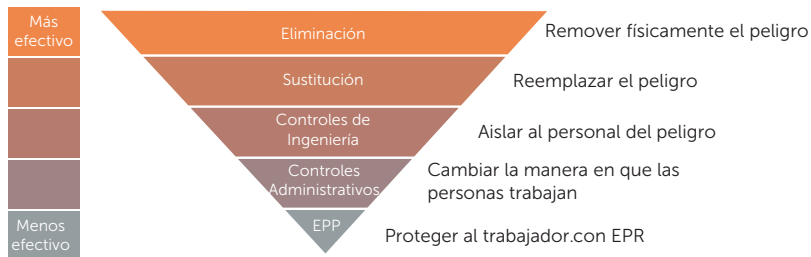 Más
efectivo
Eliminación
Remover físicamente el peligro
Sustitución
Reemplazar el peligro
Controles de
Ingeniería
Aislar al personal del peligro
Controles
Administrativos
Cambiar la manera en que las
personas trabajan
Menos
efectivo
EPP
Proteger al trabajador.con EPR